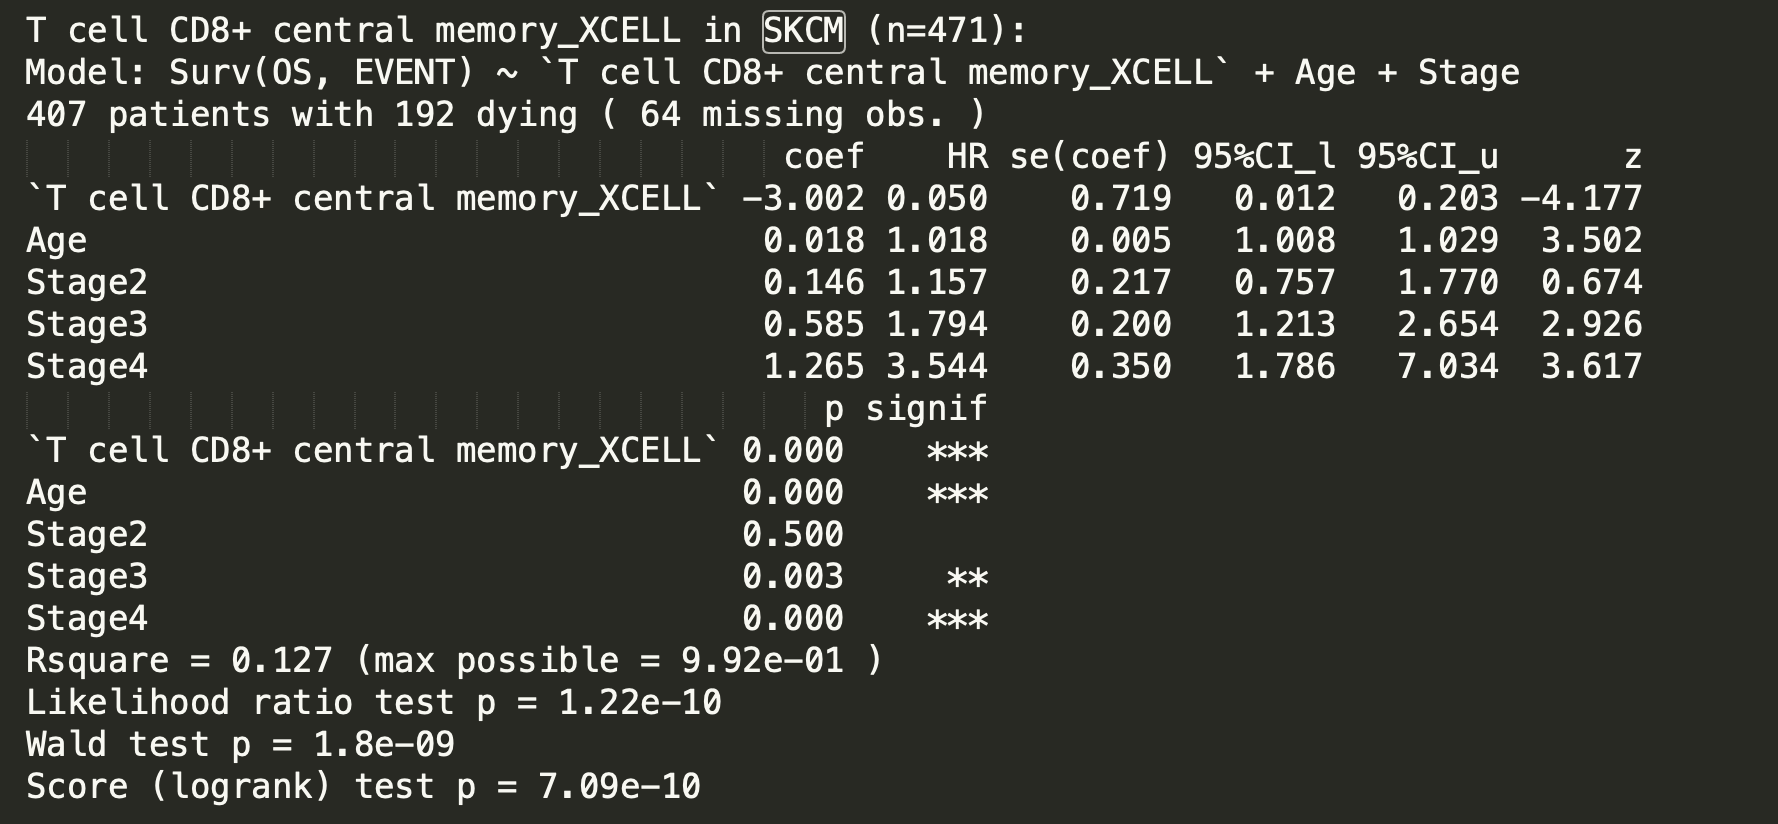 T cell CD8+ central memory_XCELL in SKCM (n=471):
Model: Surv(OS, EVENT) ~ `T cell CD8+ central memory_XCELL` + Age + Stage
407 patients with 192 dying ( 64 missing obs. )
coef HR se(coef) 95%CI_l 95%CI_u z
`T cell CD8+ central memory_XCELL` -3.002 0.050 0.719 0.012 0.203 -4.177
Age 0.018 1.018 0.005 1.008 1.029 3.502
Stage2 0.146 1.157 0.217 0.757 1.770 0.674
Stage3 0.585 1.794 0.200 1.213 2.654 2.926
Stage4 1.265 3.544 0.350 1.786 7.034 3.617
p signif
`T cell CD8+ central memory_XCELL` 0.000 ***
Age 0.000 ***
Stage2 0.500
Stage3 0.003 **
Stage4 0.000 ***
Rsquare = 0.127 (max possible = 9.92e-01 )
Likelihood ratio test p = 1.22e-10
Wald test p = 1.8e-09
Score (logrank) test p = 7.09e-10